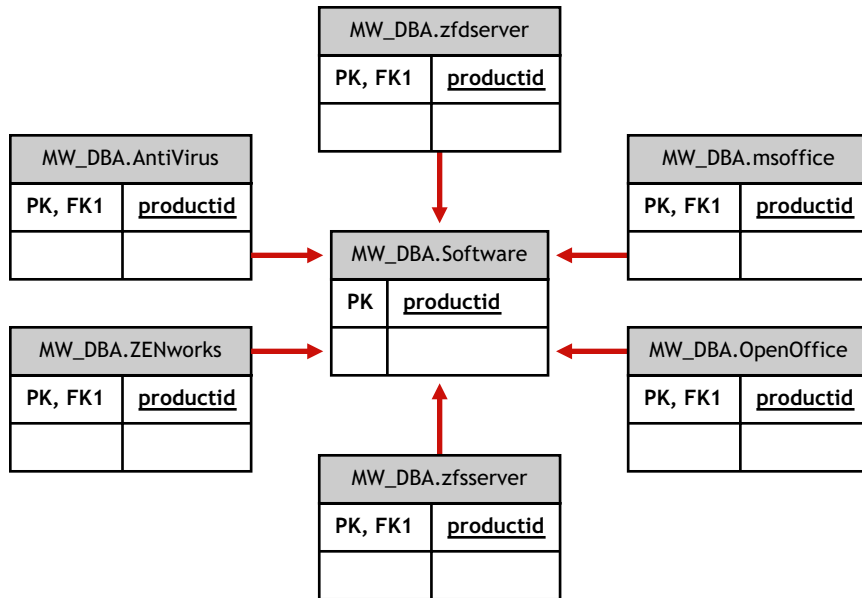 MW_DBA.zfdserver
PK, FK1 productid
MW_DBA.AntiVirus
PK, FK1 productid
MW_DBA.msoffice
PK, FK1 productid
MW_DBA.Software
PK productid
MW_DBA.ZENworks
PK, FK1 productid
MW_DBA.OpenOffice
PK, FK1 productid
MW_DBA.zfsserver
PK, FK1 productid